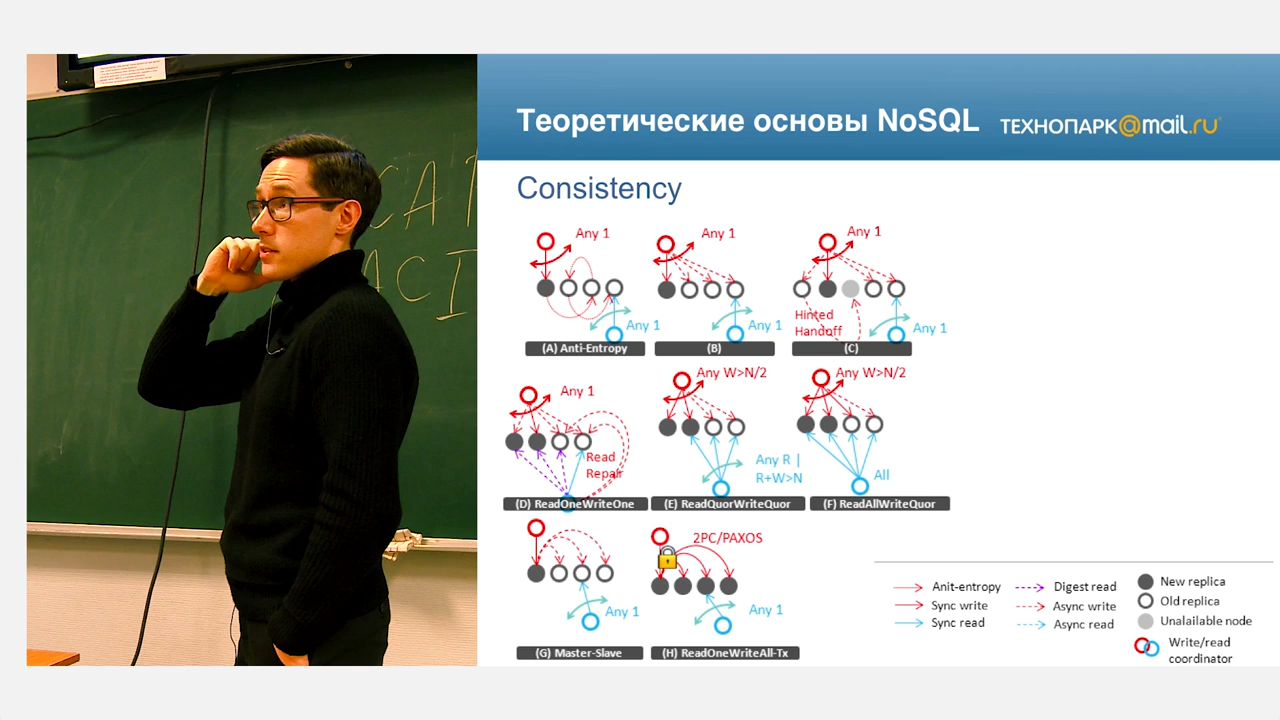 CAT
ACI
Теоретические основы NoSQL
ТЕХНОПАРК@mail.ru
Consistency
Any 1
Any 1
Any 1
Hinted
Handoff
Any 1
Any 1
Any 1
(A) Anti-Entropy
(B)
(C)
Any 1
Any W>N/2
Any W>N/2
Read
Repair
Any R |
R+W>N
All
(D) ReadOneWriteOne
(E) ReadQuorWriteQuor
(F) ReadAllWriteQuor
2PC/PAXOS
Any 1
Any 1
(G) Master-Slave
(H) ReadOneWriteAll-Tx
Anit-entropy
Sync write
Sync read
Digest read
Async write
Async read
New replica
Old replica
Unalailable node
Write/read
coordinator